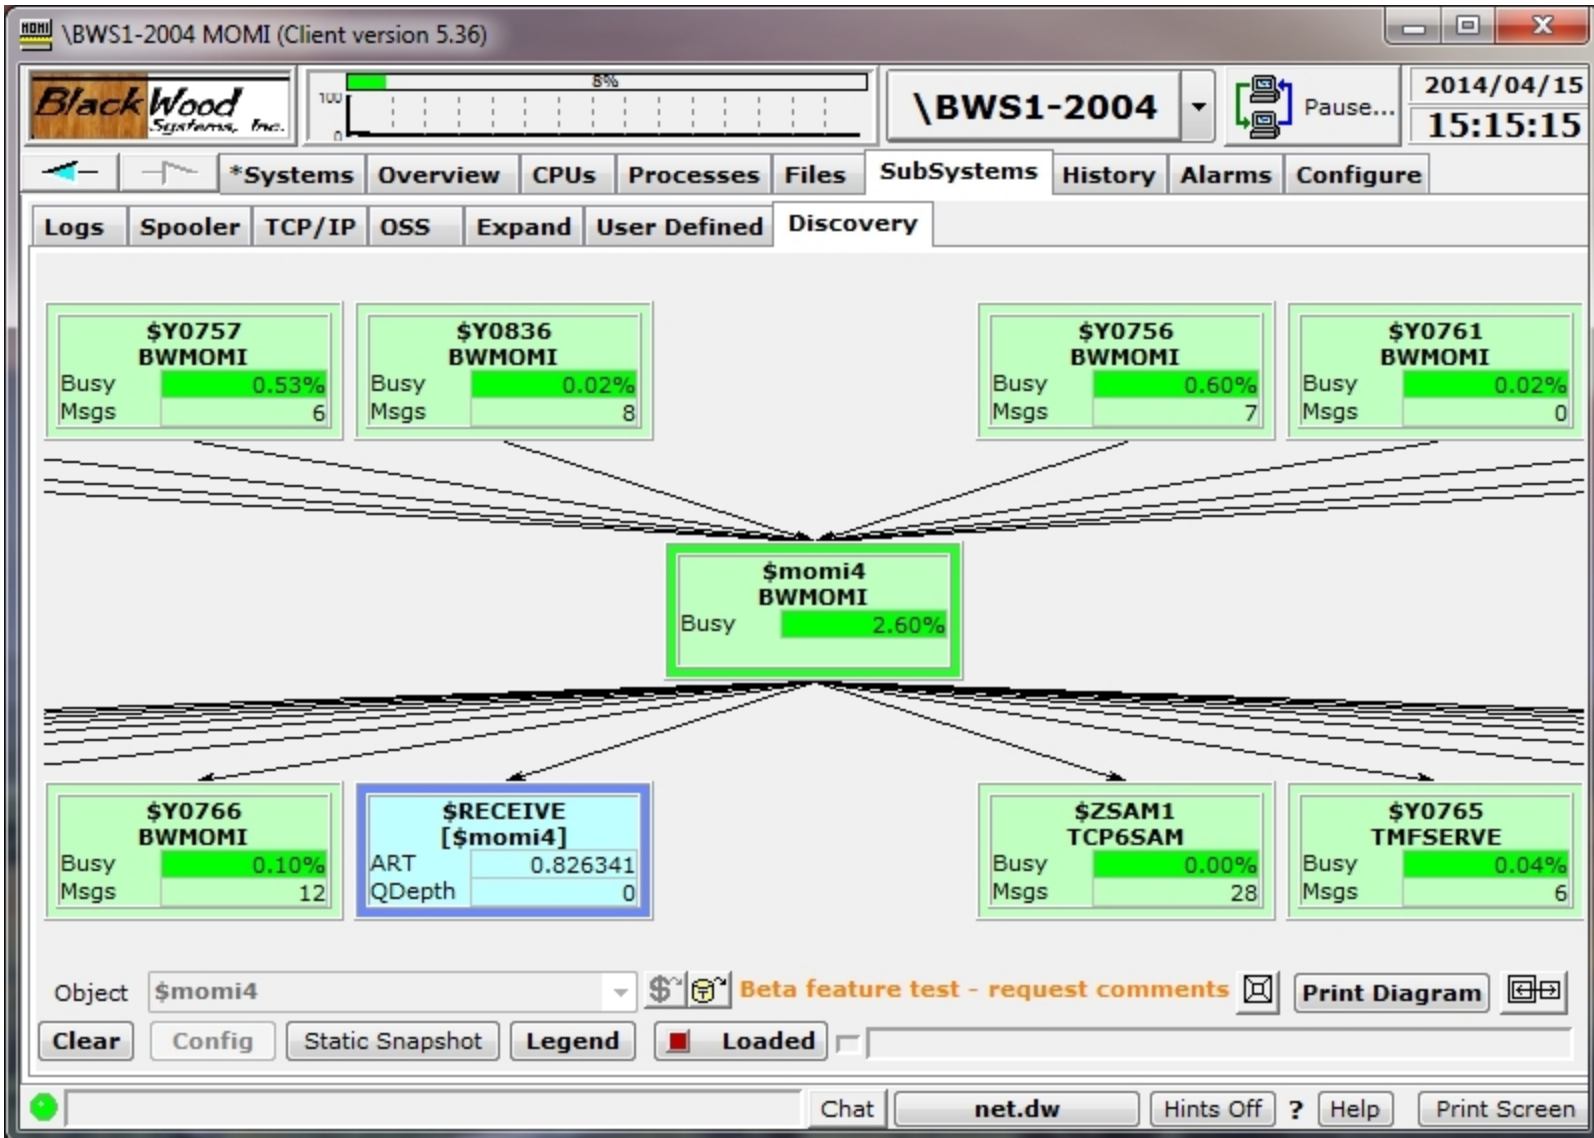 MOMI
\BWS1-2004 MOMI (Client version 5.36)
BlackWood
Systems, Inc.
8%
100
0
\BWS1-2004
Pause...
2014/04/15
15:15:15
*Systems Overview CPUs Processes Files SubSystems History Alarms Configure
Logs Spooler TCP/IP OSS Expand User Defined Discovery
$Y0757
BWMOMI
Busy 0.53%
Msgs 6
$Y0836
BWMOMI
Busy 0.02%
Msgs 8
$Y0756
BWMOMI
Busy 0.60%
Msgs 7
$Y0761
BWMOMI
Busy 0.02%
Msgs 0
$momi4
BWMOMI
Busy 2.60%
$Y0766
BWMOMI
Busy 0.10%
Msgs 12
$RECEIVE
[$momi4]
ART 0.826341
QDepth 0
$ZSAM1
TCP6SAM
Busy 0.00%
Msgs 28
$Y0765
TMFSERVE
Busy 0.04%
Msgs 6
Object $momi4 $ Beta feature test - request comments Print Diagram
Clear Config Static Snapshot Legend Loaded
Chat net.dw Hints Off ? Help Print Screen